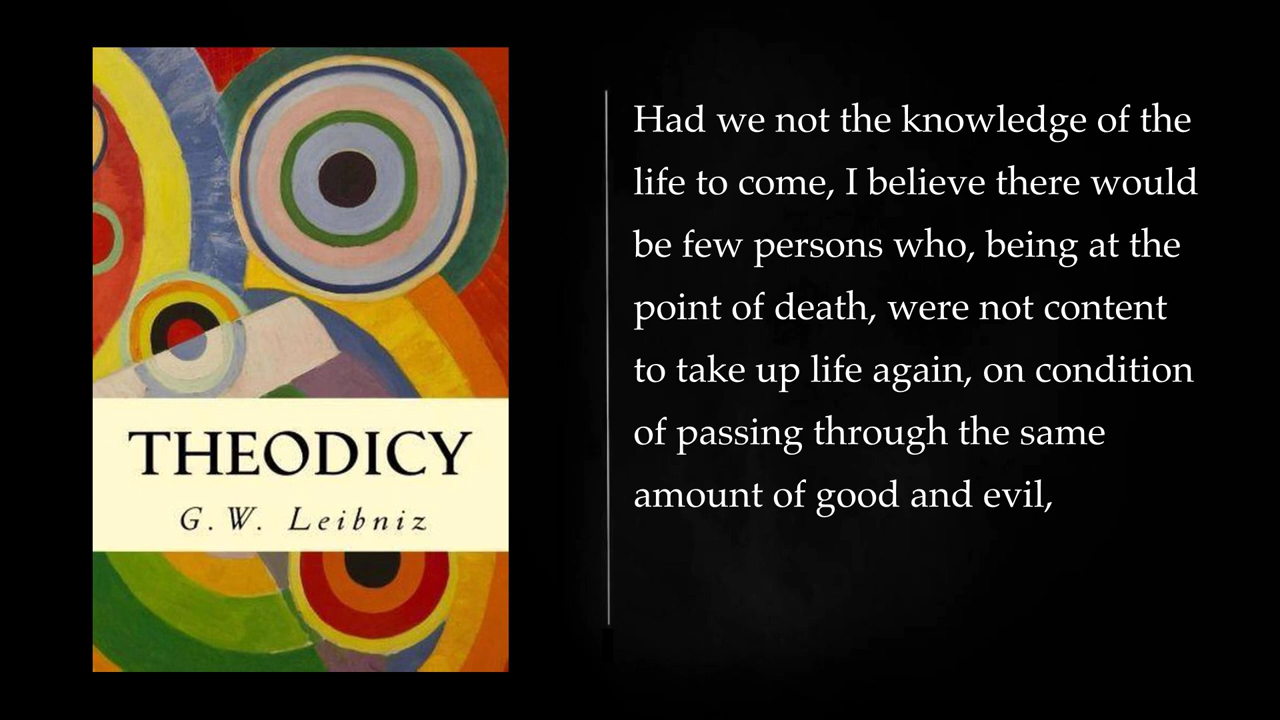 THEODICY
G.W. Leibniz
Had we not the knowledge of the
life to come, I believe there would
be few persons who, being at the
point of death, were not content
to take up life again, on condition
of passing through the same
amount of good and evil,